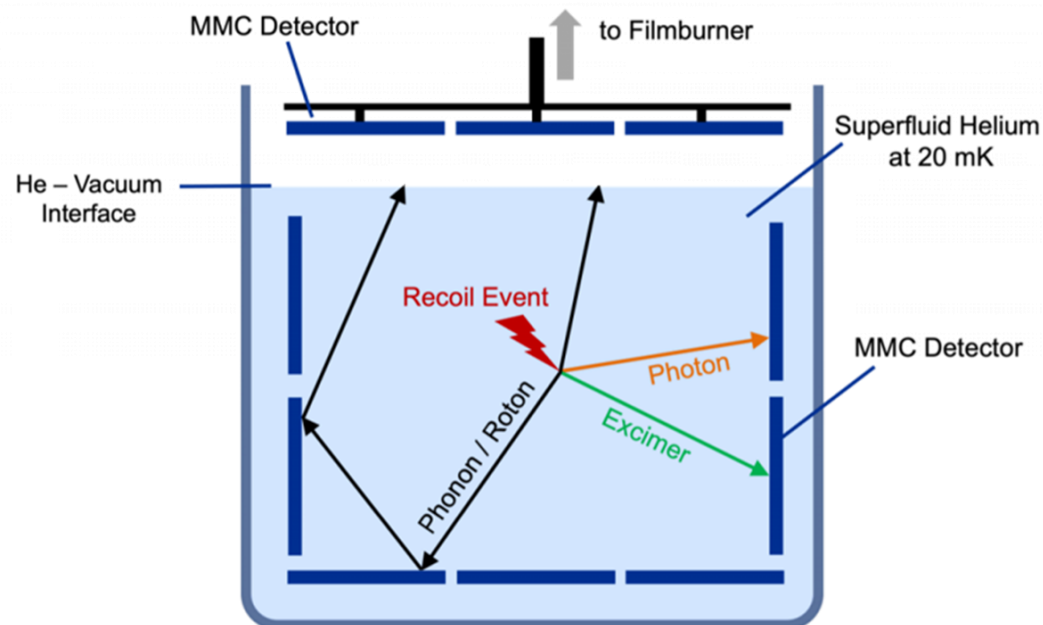 MMC Detector
to Filmburner
Superfluid Helium
at 20 mK
He – Vacuum
Interface
Recoil Event
Photon
MMC Detector
Excimer
Phonon / Roton